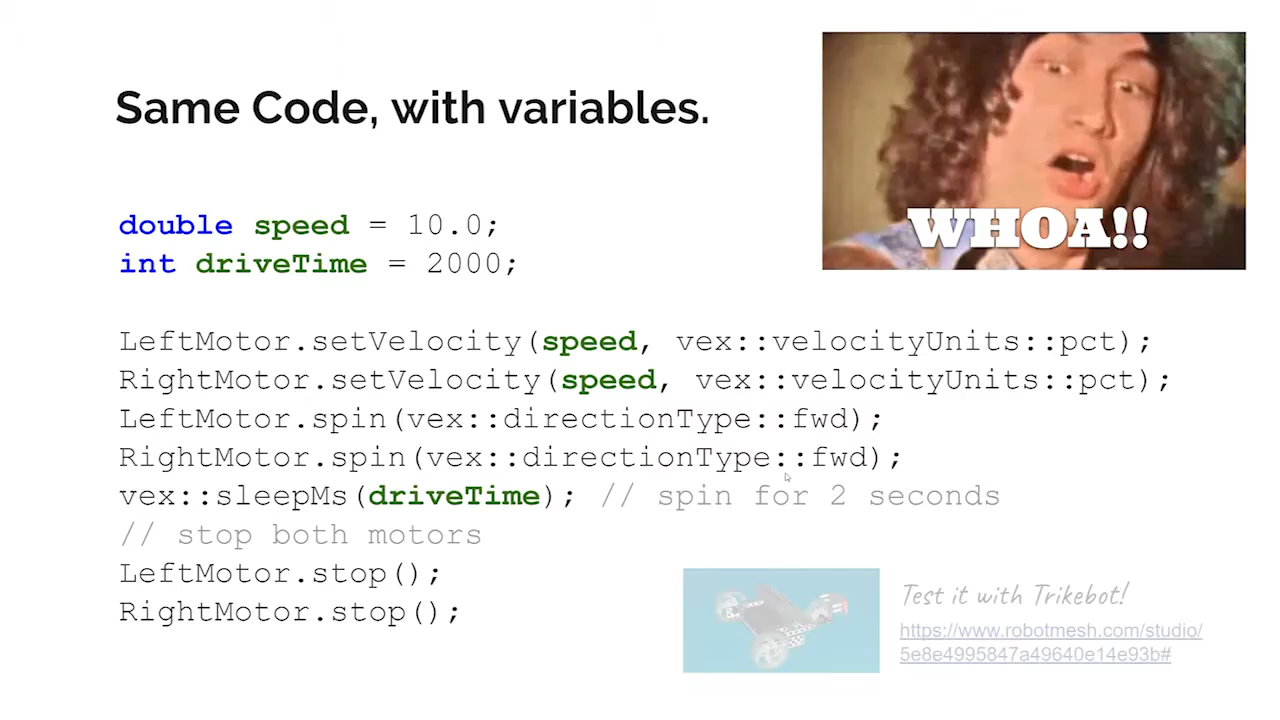 Same Code, with variables.
WHOA!!
double speed = 10.0;
int driveTime = 2000;
LeftMotor.setVelocity(speed, vex::velocityUnits::pct);
RightMotor.setVelocity(speed, vex::velocityUnits::pct);
LeftMotor.spin(vex::directionType::fwd);
RightMotor.spin(vex::directionType::fwd);
vex::sleepMs(driveTime); // spin for 2 seconds
// stop both motors
LeftMotor.stop();
RightMotor.stop();
Test it with Trikebot!
https://www.robotmesh.com/studio/
5e8e4995847a49640e14e93b#